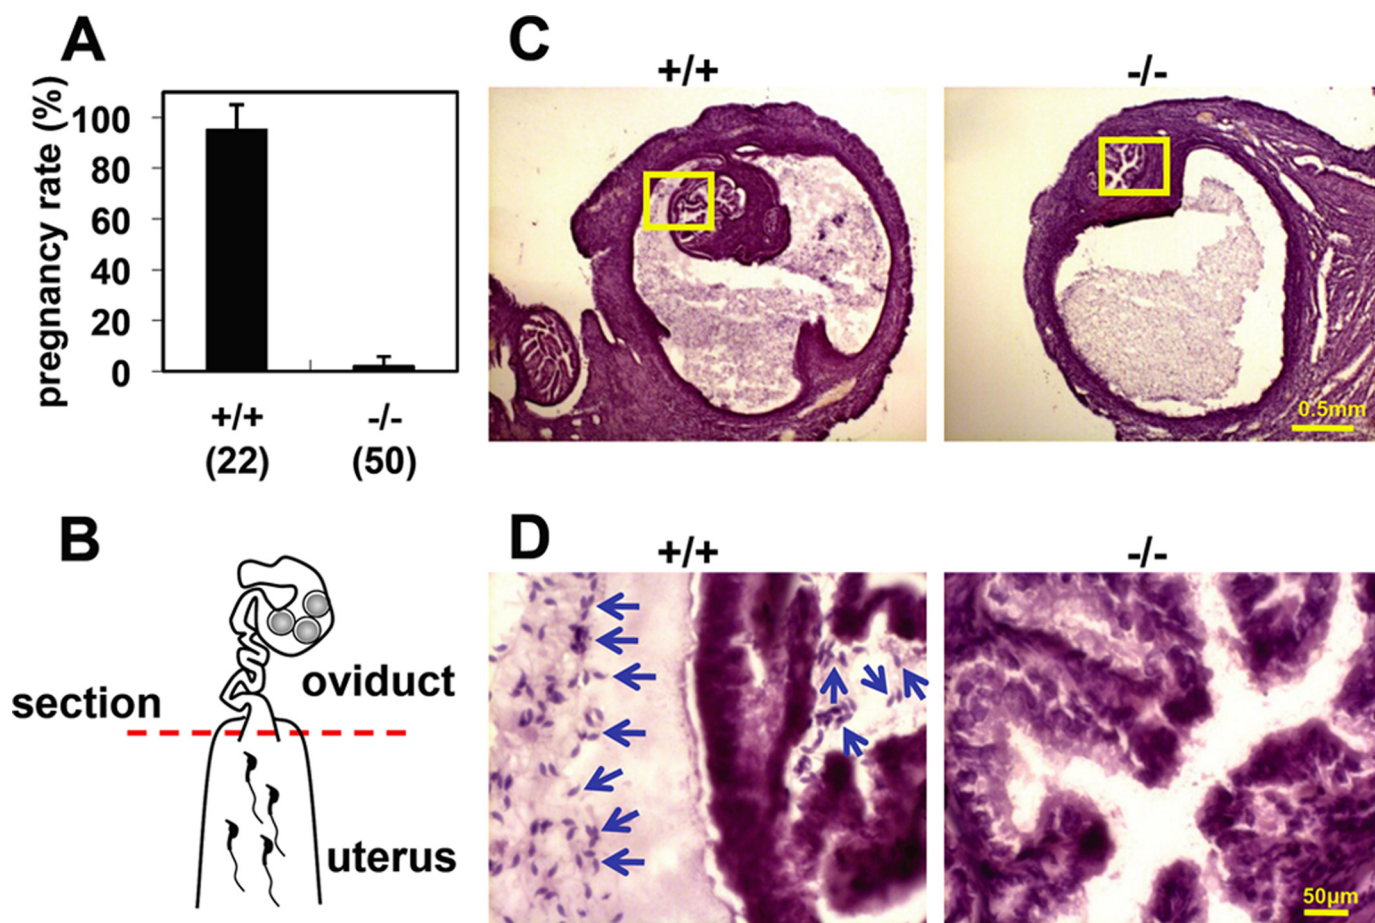 A
pregnancy rate (%)
100
80
60
40
20
0
+/+
-/-
(22)
(50)
B
section
oviduct
uterus
C
+/+
-/-
0.5mm
D
+/+
-/-
50µm